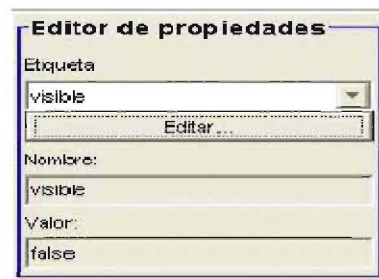 Editor de propiedades
Etiqueta
visible
Editar...
Nombre:
visible
Valor:
false